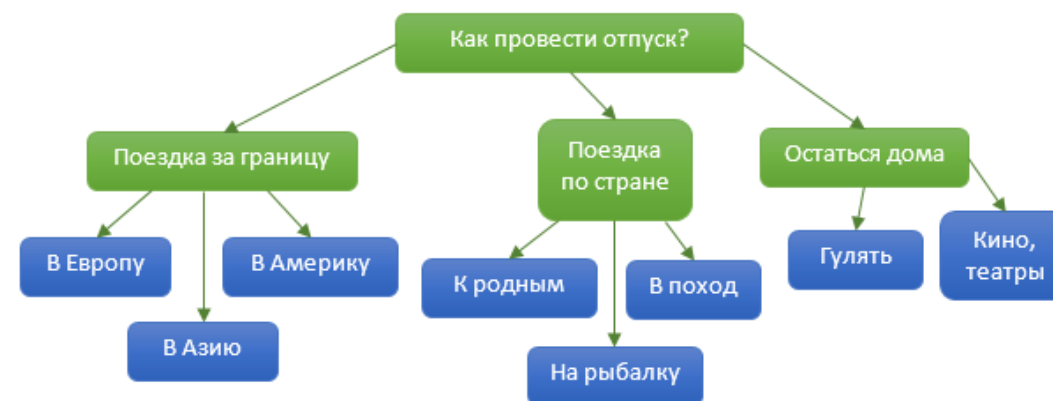 Как провести отпуск?
Поездка за границу
Поездка
по стране
Остаться дома
В Европу
В Америку
В Азию
К родным
В поход
На рыбалку
Гулять
Кино,
театры